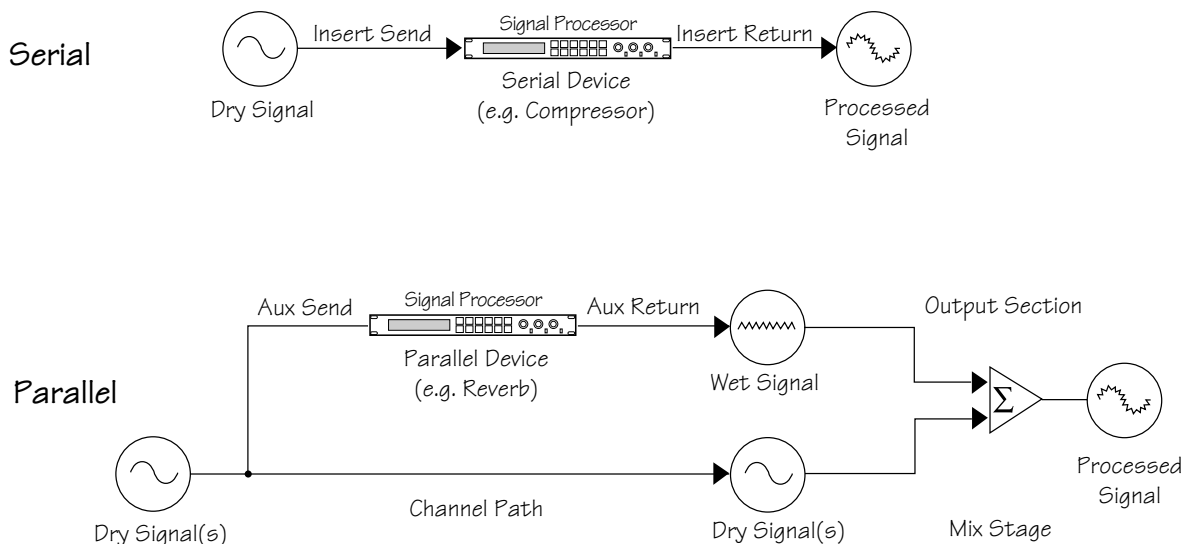 Serial
Dry Signal
Insert Send
Signal Processor
Serial Device
(e.g. Compressor)
Insert Return
Processed
Signal
Parallel
Dry Signal(s)
Aux Send
Signal Processor
Parallel Device
(e.g. Reverb)
Aux Return
Wet Signal
Channel Path
Dry Signal(s)
Output Section
Σ
Mix Stage
Processed
Signal